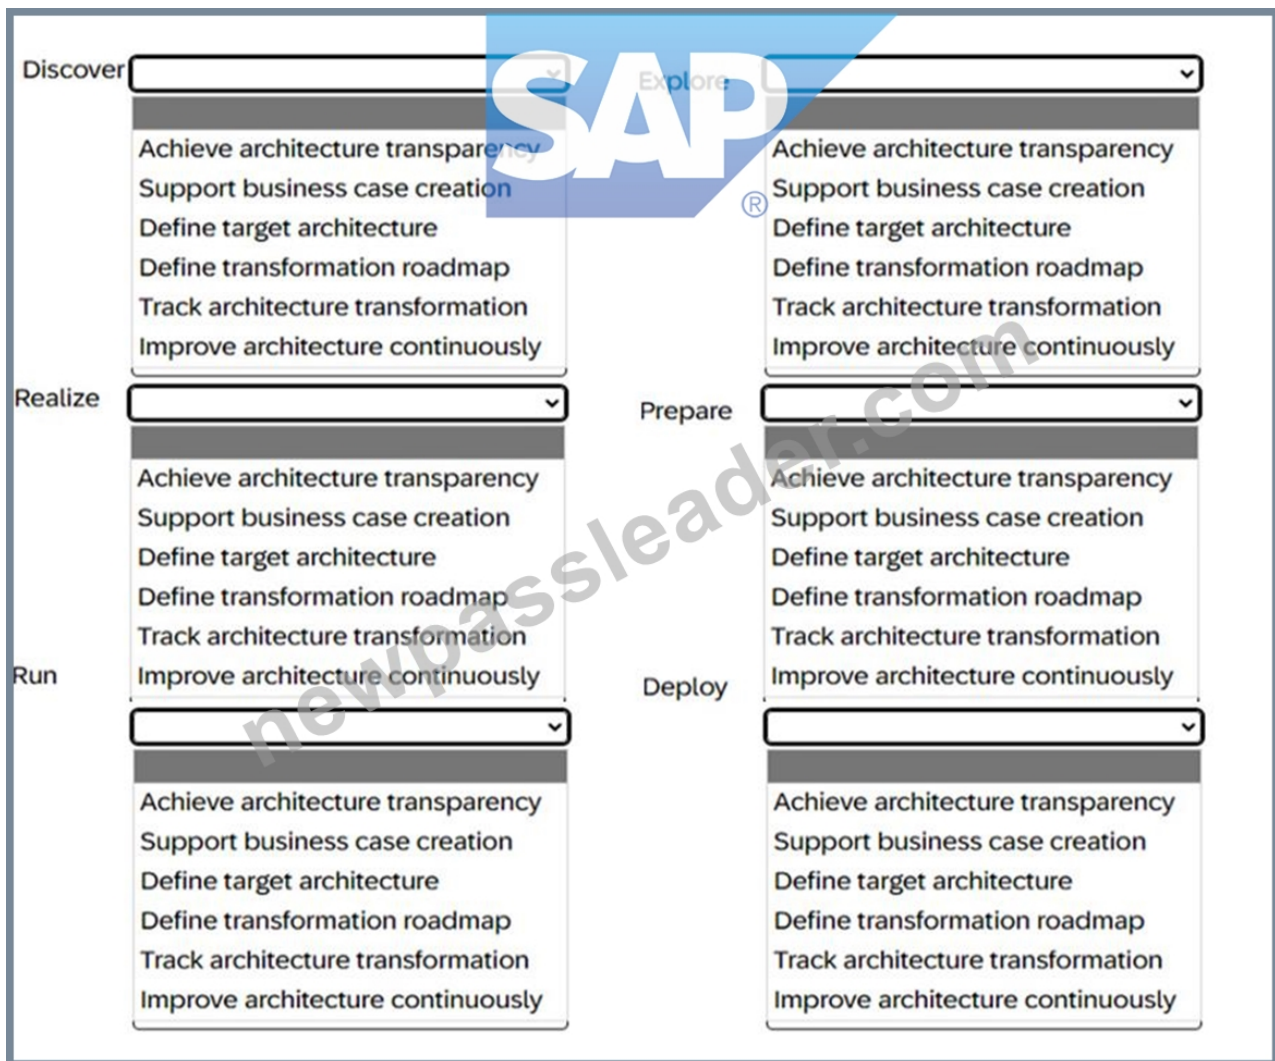 SAP
®
Discover
Explore
Achieve architecture transparency
Support business case creation
Define target architecture
Define transformation roadmap
Track architecture transformation
Improve architecture continuously
Achieve architecture transparency
Support business case creation
Define target architecture
Define transformation roadmap
Track architecture transformation
Improve architecture continuously
Realize
Prepare
Achieve architecture transparency
Support business case creation
Define target architecture
Define transformation roadmap
Track architecture transformation
Improve architecture continuously
Achieve architecture transparency
Support business case creation
Define target architecture
Define transformation roadmap
Track architecture transformation
Improve architecture continuously
Run
Deploy
Achieve architecture transparency
Support business case creation
Define target architecture
Define transformation roadmap
Track architecture transformation
Improve architecture continuously
Achieve architecture transparency
Support business case creation
Define target architecture
Define transformation roadmap
Track architecture transformation
Improve architecture continuously
newpassleader.com